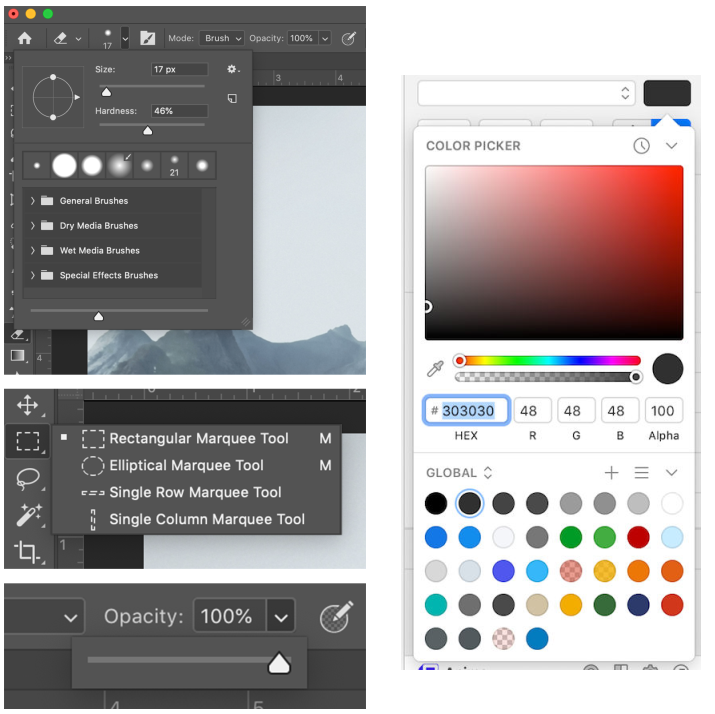 17
Mode: Brush Opacity: 100%
Size: 17 px
3 4
Hardness: 46%
21
General Brushes
Dry Media Brushes
Wet Media Brushes
Special Effects Brushes
4
Rectangular Marquee Tool M
Elliptical Marquee Tool M
Single Row Marquee Tool
Single Column Marquee Tool
1
Opacity: 100%
4 5
COLOR PICKER
# 303030 48 48 48 100
HEX R G B Alpha
GLOBAL